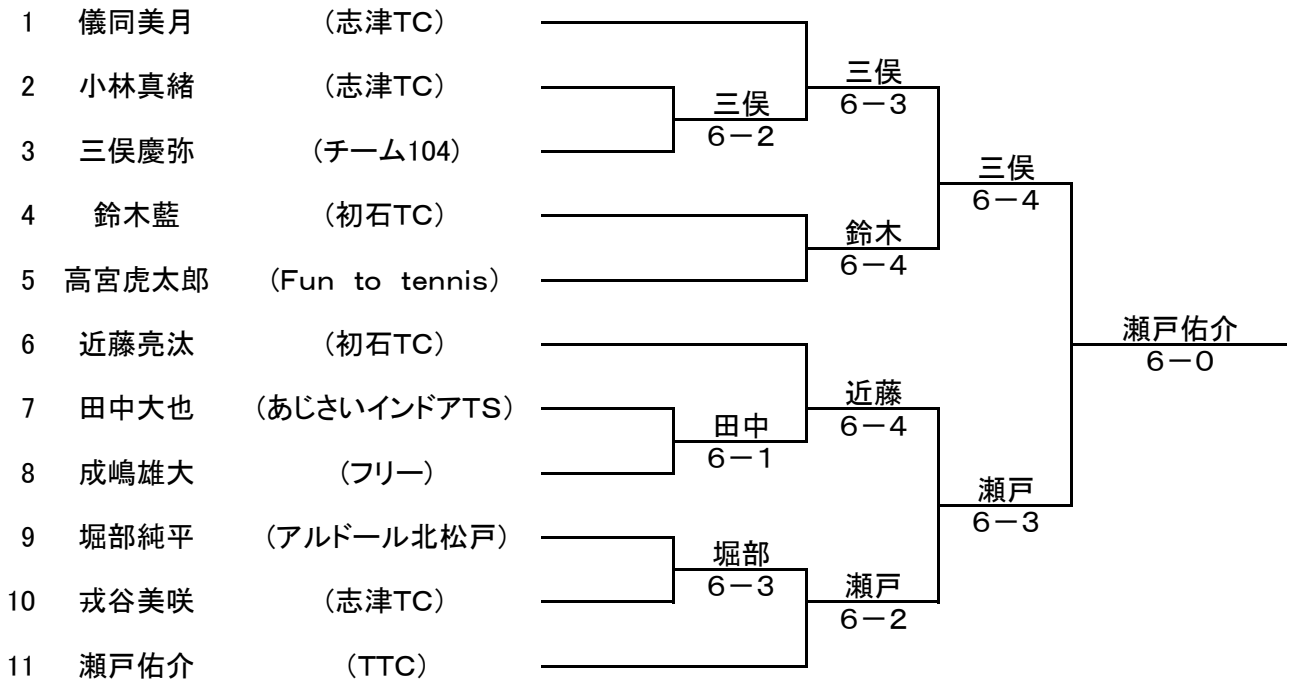 1 儀同美月 (志津TC)
三俣
2 小林真緒 (志津TC)
三俣 6-3
6-2
3 三俣慶弥 (チーム104)
三俣
6-4
4 鈴木藍 (初石TC)
鈴木
6-4
5 高宮虎太郎 (Fun to tennis)
瀬戸佑介
6-0
6 近藤亮汰 (初石TC)
近藤
7 田中大也 (あじさいインドアTS)
田中 6-4
6-1
8 成嶋雄大 (フリー)
瀬戸
6-3
9 堀部純平 (アルドール北松戸)
堀部
6-3 瀬戸
10 戎谷美咲 (志津TC)
6-2
11 瀬戸佑介 (TTC)